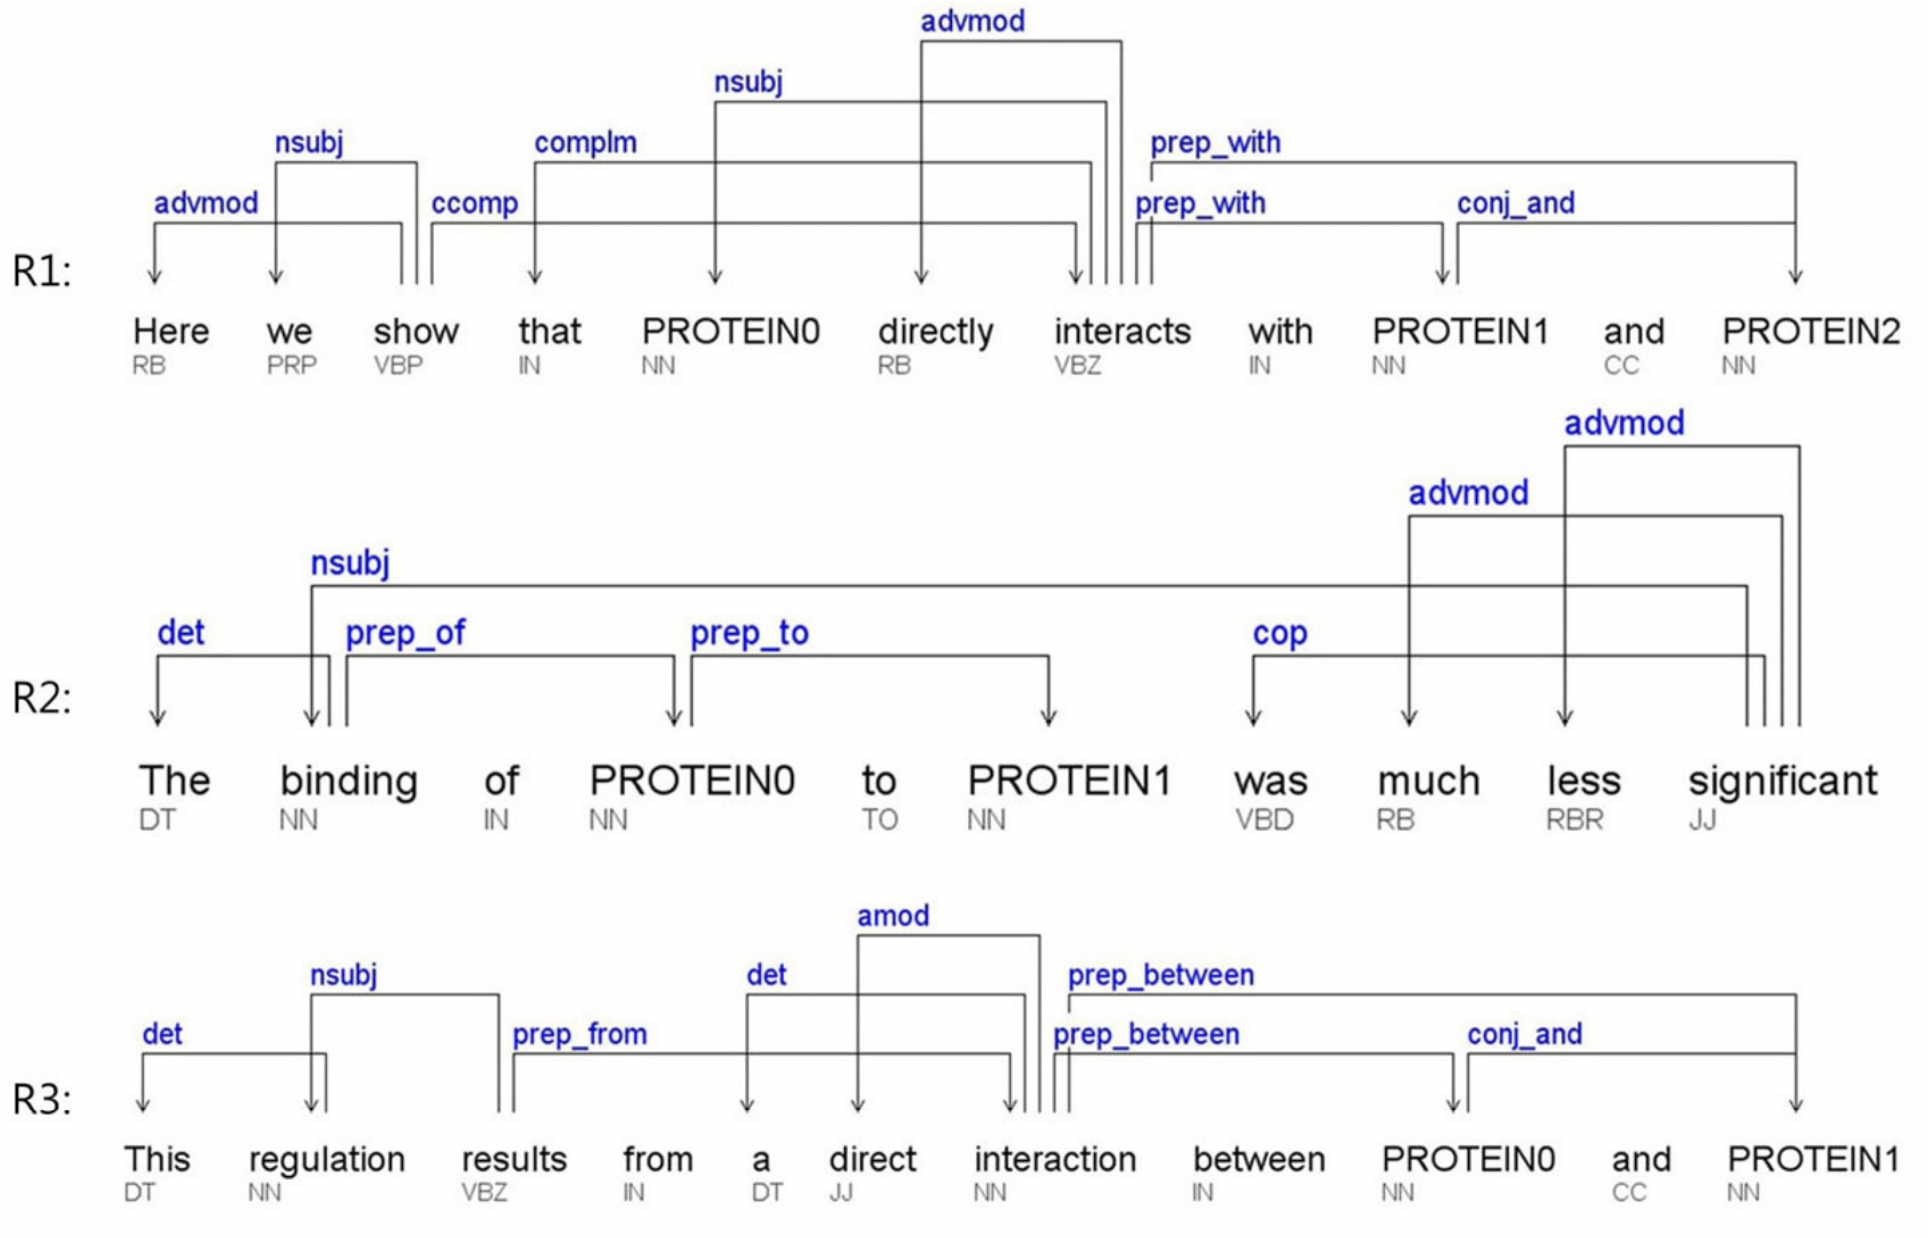 advmod
nsubj
nsubj complm prep_with
advmod ccomp prep_with conj_and
R1:
Here we show that PROTEIN0 directly interacts with PROTEIN1 and PROTEIN2
RB PRP VBP IN NN RB VBZ IN NN CC NN
advmod
advmod
nsubj
det prep_of prep_to cop
R2:
The binding of PROTEIN0 to PROTEIN1 was much less significant
DT NN IN NN TO NN VBD RB RBR JJ
amod
nsubj det prep_between
det prep_from prep_between conj_and
R3:
This regulation results from a direct interaction between PROTEIN0 and PROTEIN1
DT NN VBZ IN DT JJ NN IN NN CC NN